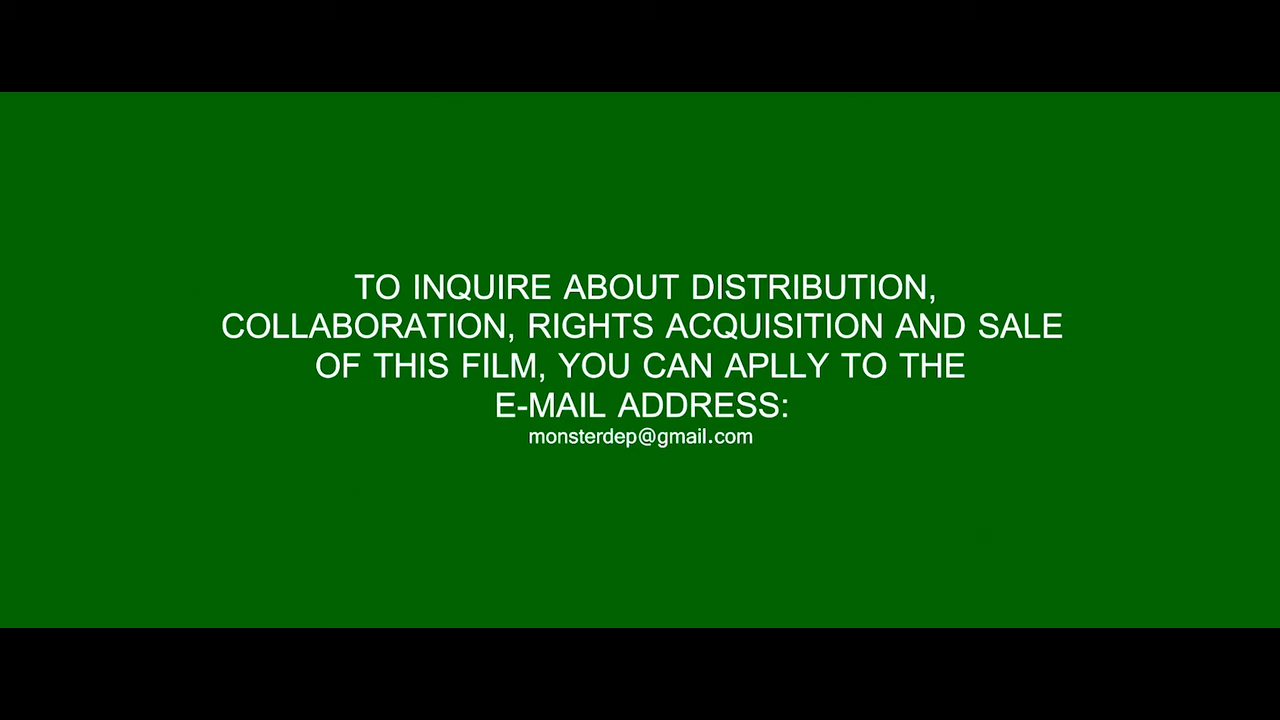 TO INQUIRE ABOUT DISTRIBUTION,
COLLABORATION, RIGHTS ACQUISITION AND SALE
OF THIS FILM, YOU CAN APLLY TO THE
E-MAIL ADDRESS:
monsterdep@gmail.com